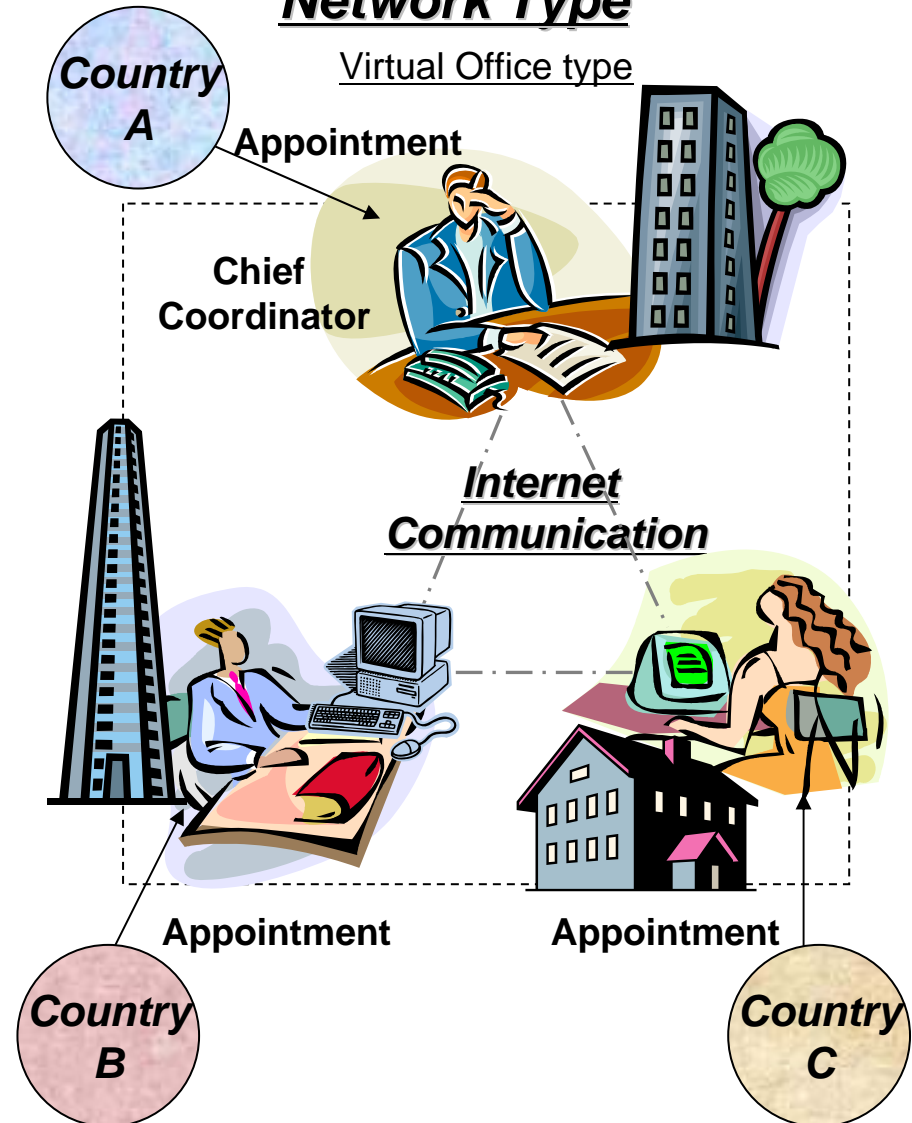 Network Type
Virtual Office type
Country
A
Appointment
Chief
Coordinator
Internet
Communication
Appointment
Appointment
Country
B
Country
C